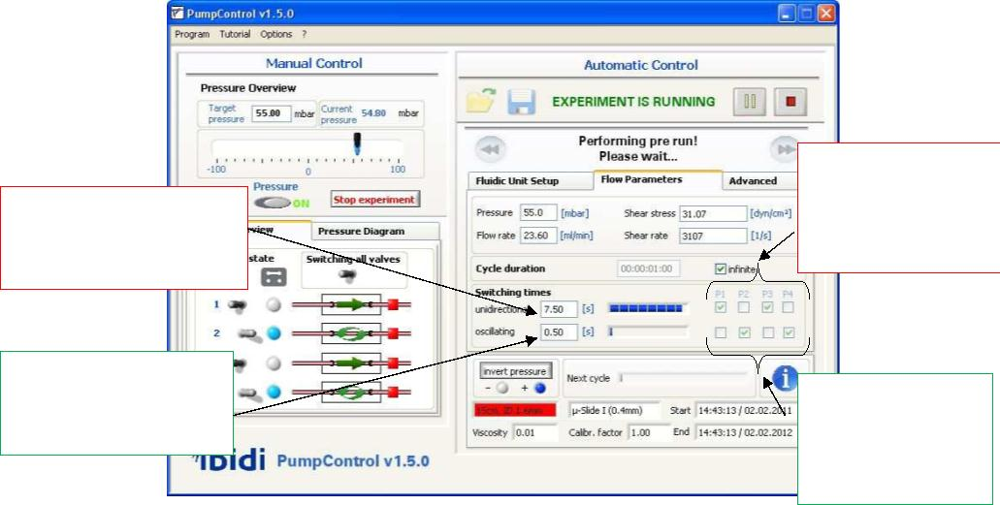 PumpControl v1.5.0
Program Tutorial Options ?
Manual Control
Pressure Overview
Target pressure 55.00 mbar Current pressure 54.80 mbar
-100 0 100
Pressure
ON Stop experiment
Pressure Diagram
state Switching all valves
1
2
Automatic Control
EXPERIMENT IS RUNNING
Performing pre run!
Please wait...
Fluidic Unit Setup Flow Parameters Advanced
Pressure 55.0 [mbar] Shear stress 31.07 [dyn/cm²]
Flow rate 23.60 [ml/min] Shear rate 3107 [1/s]
Cycle duration 00:00:01:00 infinite
Switching times P1 P2 P3 P4
unidirectional 7.50 [s]
oscillating 0.50 [s]
invert pressure Next cycle
- +
15cm, ID 1.6mm µ-Slide I (0.4mm) Start 14:43:13 / 02.02.2011
Viscosity 0.01 Calibr. factor 1.00 End 14:43:13 / 02.02.2012
ibidi PumpControl v1.5.0